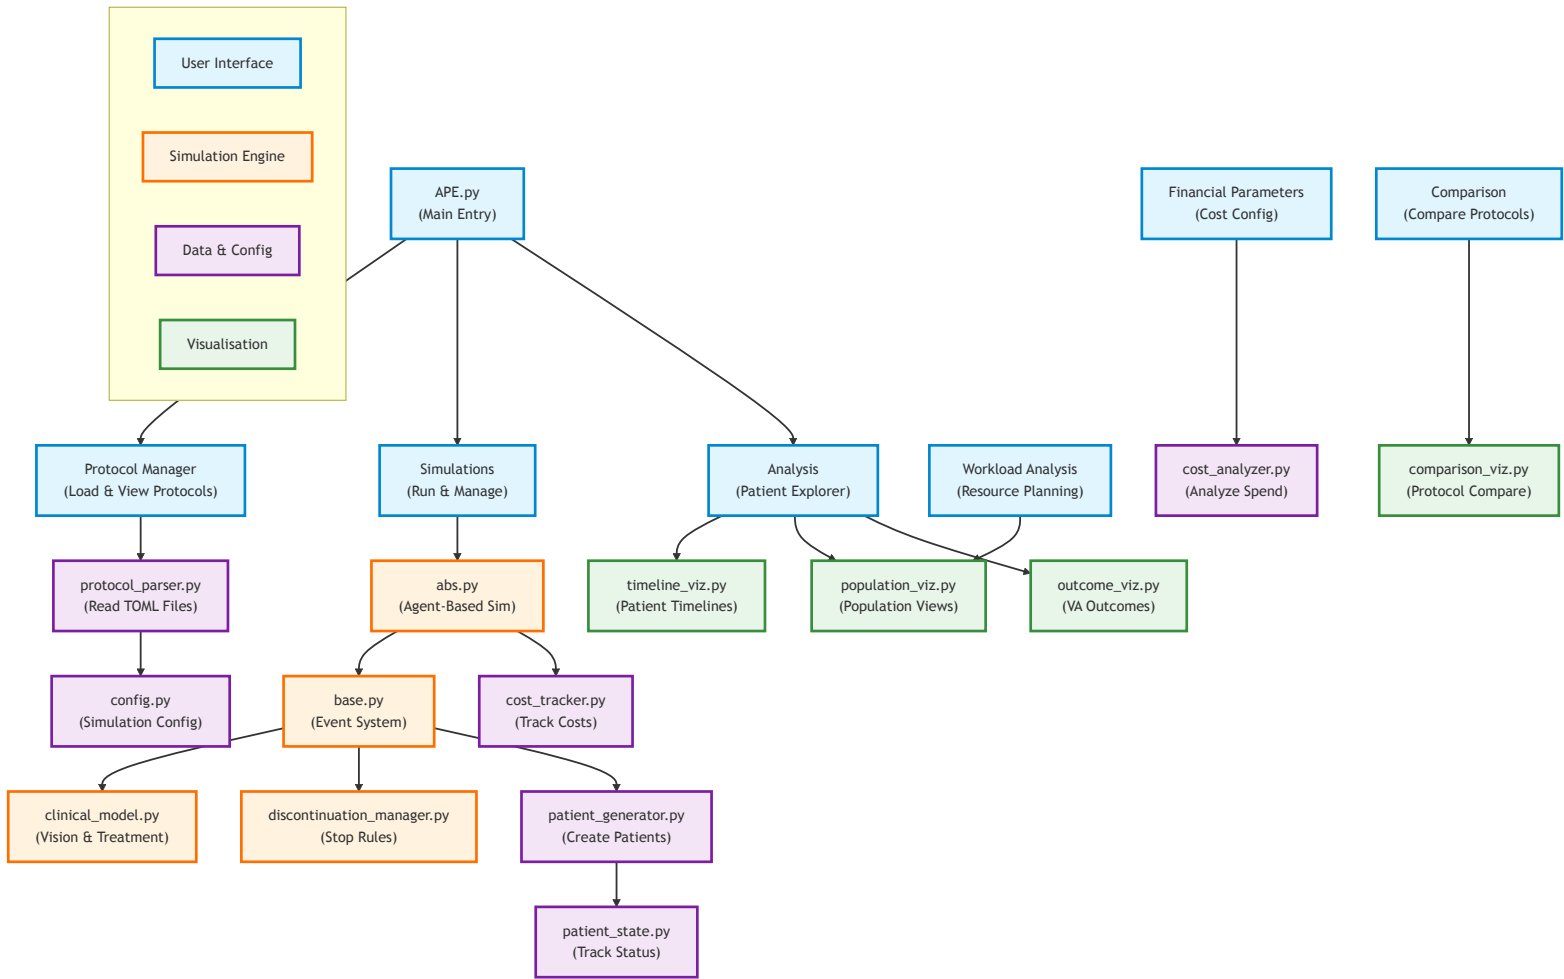 User Interface
Simulation Engine
Data & Config
Visualisation
APE.py
(Main Entry)
Financial Parameters
(Cost Config)
Comparison
(Compare Protocols)
Protocol Manager
(Load & View Protocols)
Simulations
(Run & Manage)
Analysis
(Patient Explorer)
Workload Analysis
(Resource Planning)
cost_analyzer.py
(Analyze Spend)
comparison_viz.py
(Protocol Compare)
protocol_parser.py
(Read TOML Files)
abs.py
(Agent-Based Sim)
timeline_viz.py
(Patient Timelines)
population_viz.py
(Population Views)
outcome_viz.py
(VA Outcomes)
config.py
(Simulation Config)
base.py
(Event System)
cost_tracker.py
(Track Costs)
clinical_model.py
(Vision & Treatment)
discontinuation_manager.py
(Stop Rules)
patient_generator.py
(Create Patients)
patient_state.py
(Track Status)